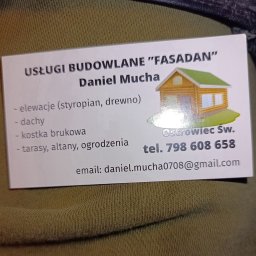 USŁUGI BUDOWLANE "FASADAN"
Daniel Mucha
- elewacje (styropian, drewno)
- dachy
- kostka brukowa
- tarasy, altany, ogrodzenia
Ostrowiec Św.
tel. 798 608 658
email: daniel.mucha0708@gmail.com